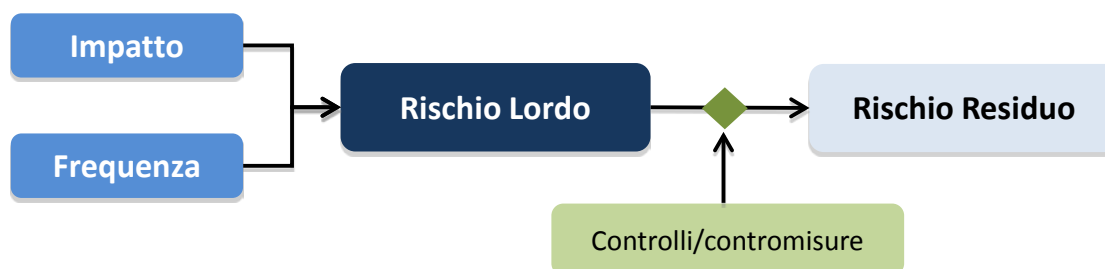 Impatto
Frequenza
Rischio Lordo
Rischio Residuo
Controlli/contromisure